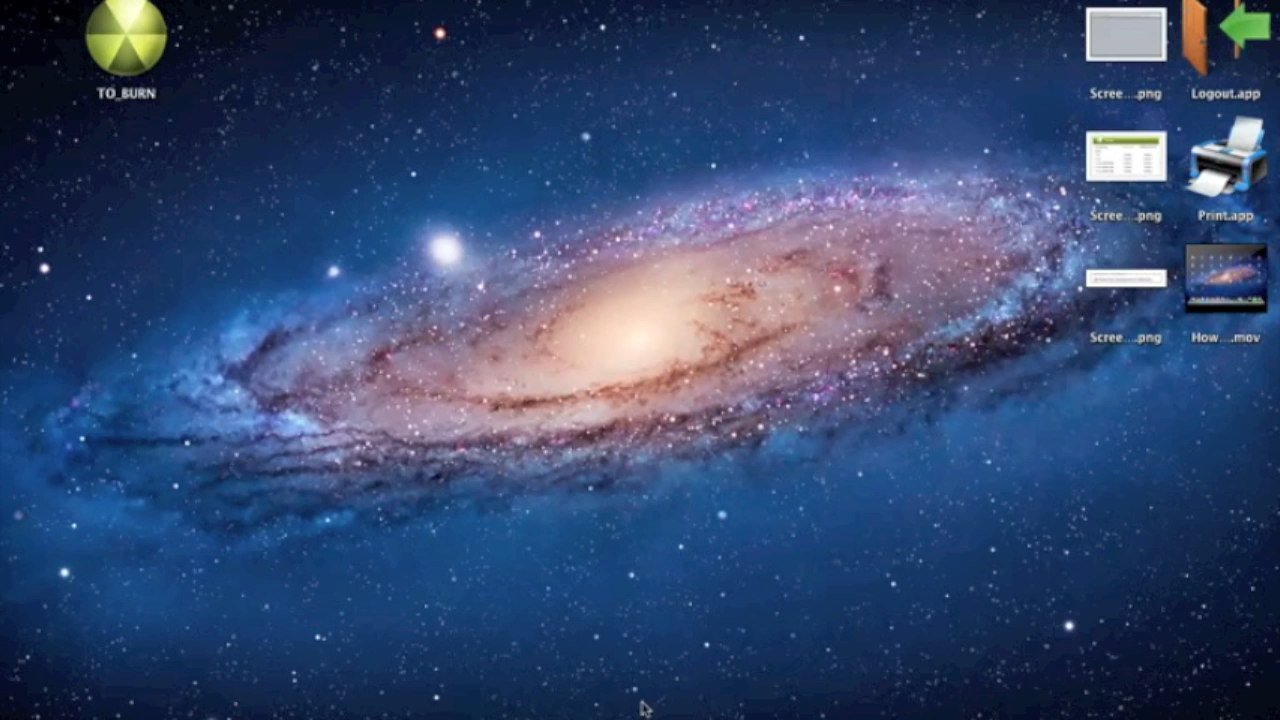 TO_BURN
Scree....png
Logout.app
Scree....png
Print.app
Scree....png
How....mov